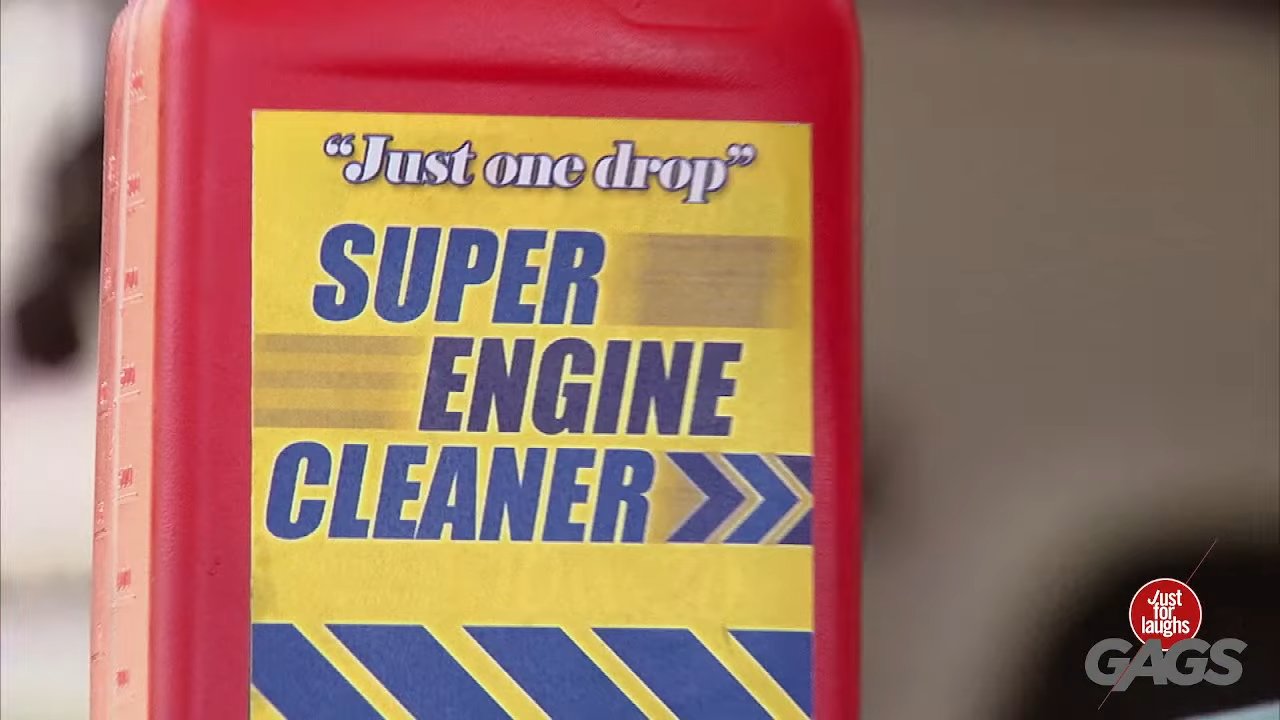 “Just one drop”
SUPER
ENGINE
CLEANER
Just
for
laughs
GAGS